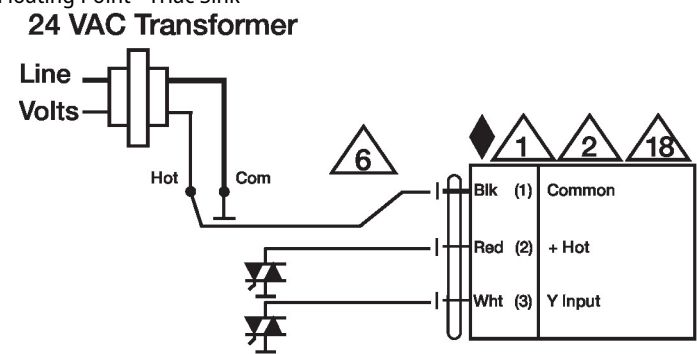 24 VAC Transformer
Line
Volts
Hot
Com
6
1
2
18
Blk (1) Common
Red (2) + Hot
Wht (3) Y Input